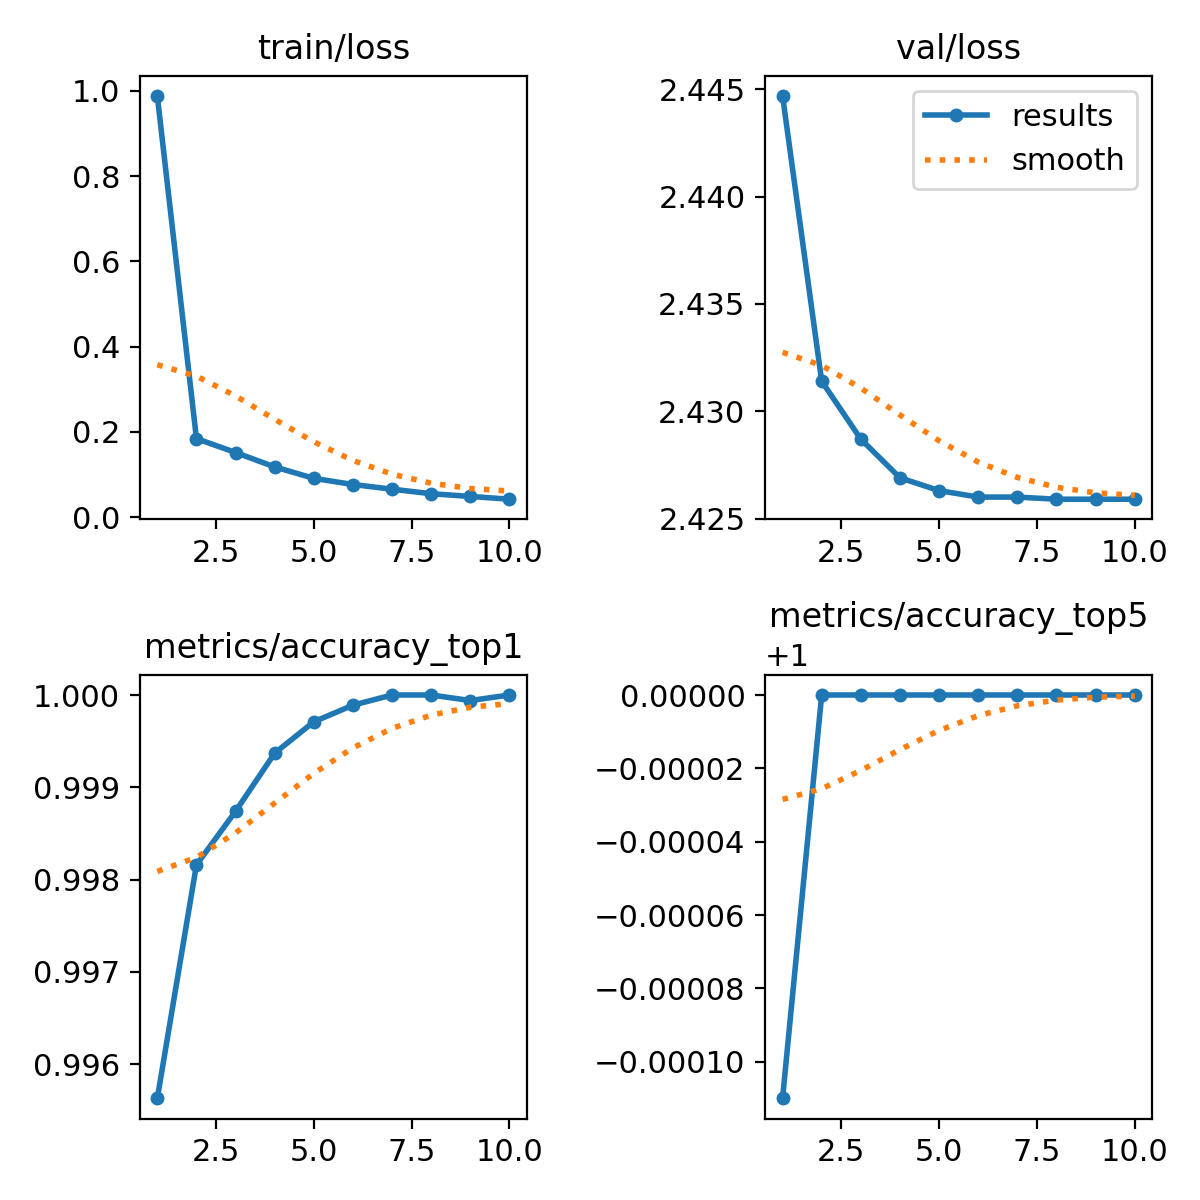 train/loss
1.0
0.8
0.6
0.4
0.2
0.0
2.5 5.0 7.5 10.0
val/loss
results
smooth
2.445
2.440
2.435
2.430
2.425
2.5 5.0 7.5 10.0
metrics/accuracy_top1
1.000
0.999
0.998
0.997
0.996
2.5 5.0 7.5 10.0
metrics/accuracy_top5
+1
0.00000
−0.00002
−0.00004
−0.00006
−0.00008
−0.00010
2.5 5.0 7.5 10.0